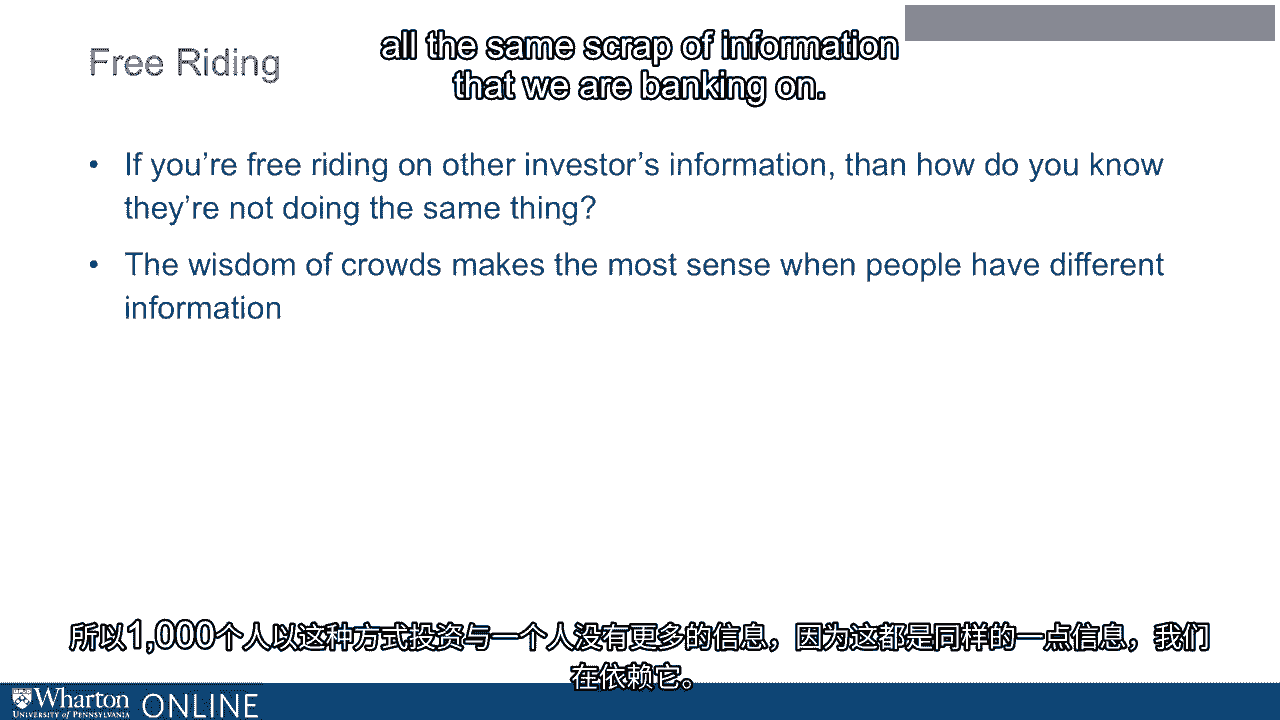 all the same scrap of information
that we are banking on.
Free Riding
• If you're free riding on other investor's information, than how do you know
they're not doing the same thing?
• The wisdom of crowds makes the most sense when people have different
information
所以1,000个人以这种方式投资与一个人没有更多的信息，因为这都是同样的一点信息，我们
在依赖它。
Wharton ONLINE
UNIVERSITY of PENNSYLVANIA